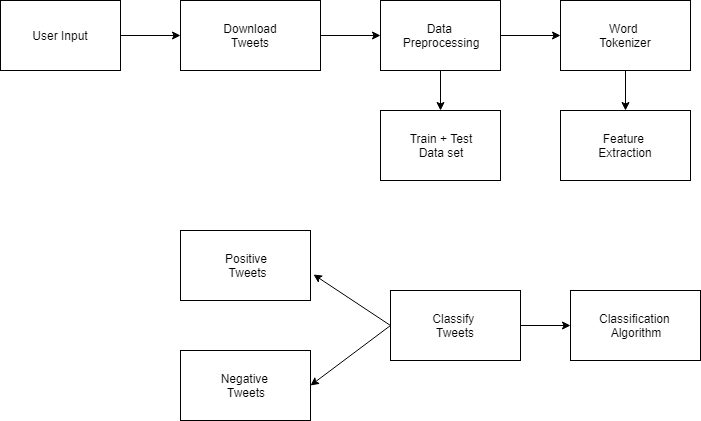 User Input
Download
Tweets
Data
Preprocessing
Word
Tokenizer
Train + Test
Data set
Feature
Extraction
Positive
Tweets
Classify
Tweets
Classification
Algorithm
Negative
Tweets